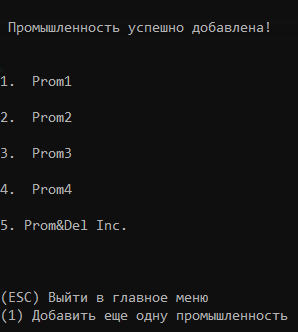 Промышленность успешно добавлена!
1.  Prom1
2.  Prom2
3.  Prom3
4.  Prom4
5. Prom&Del Inc.
(ESC) Выйти в главное меню
(1) Добавить еще одну промышленность